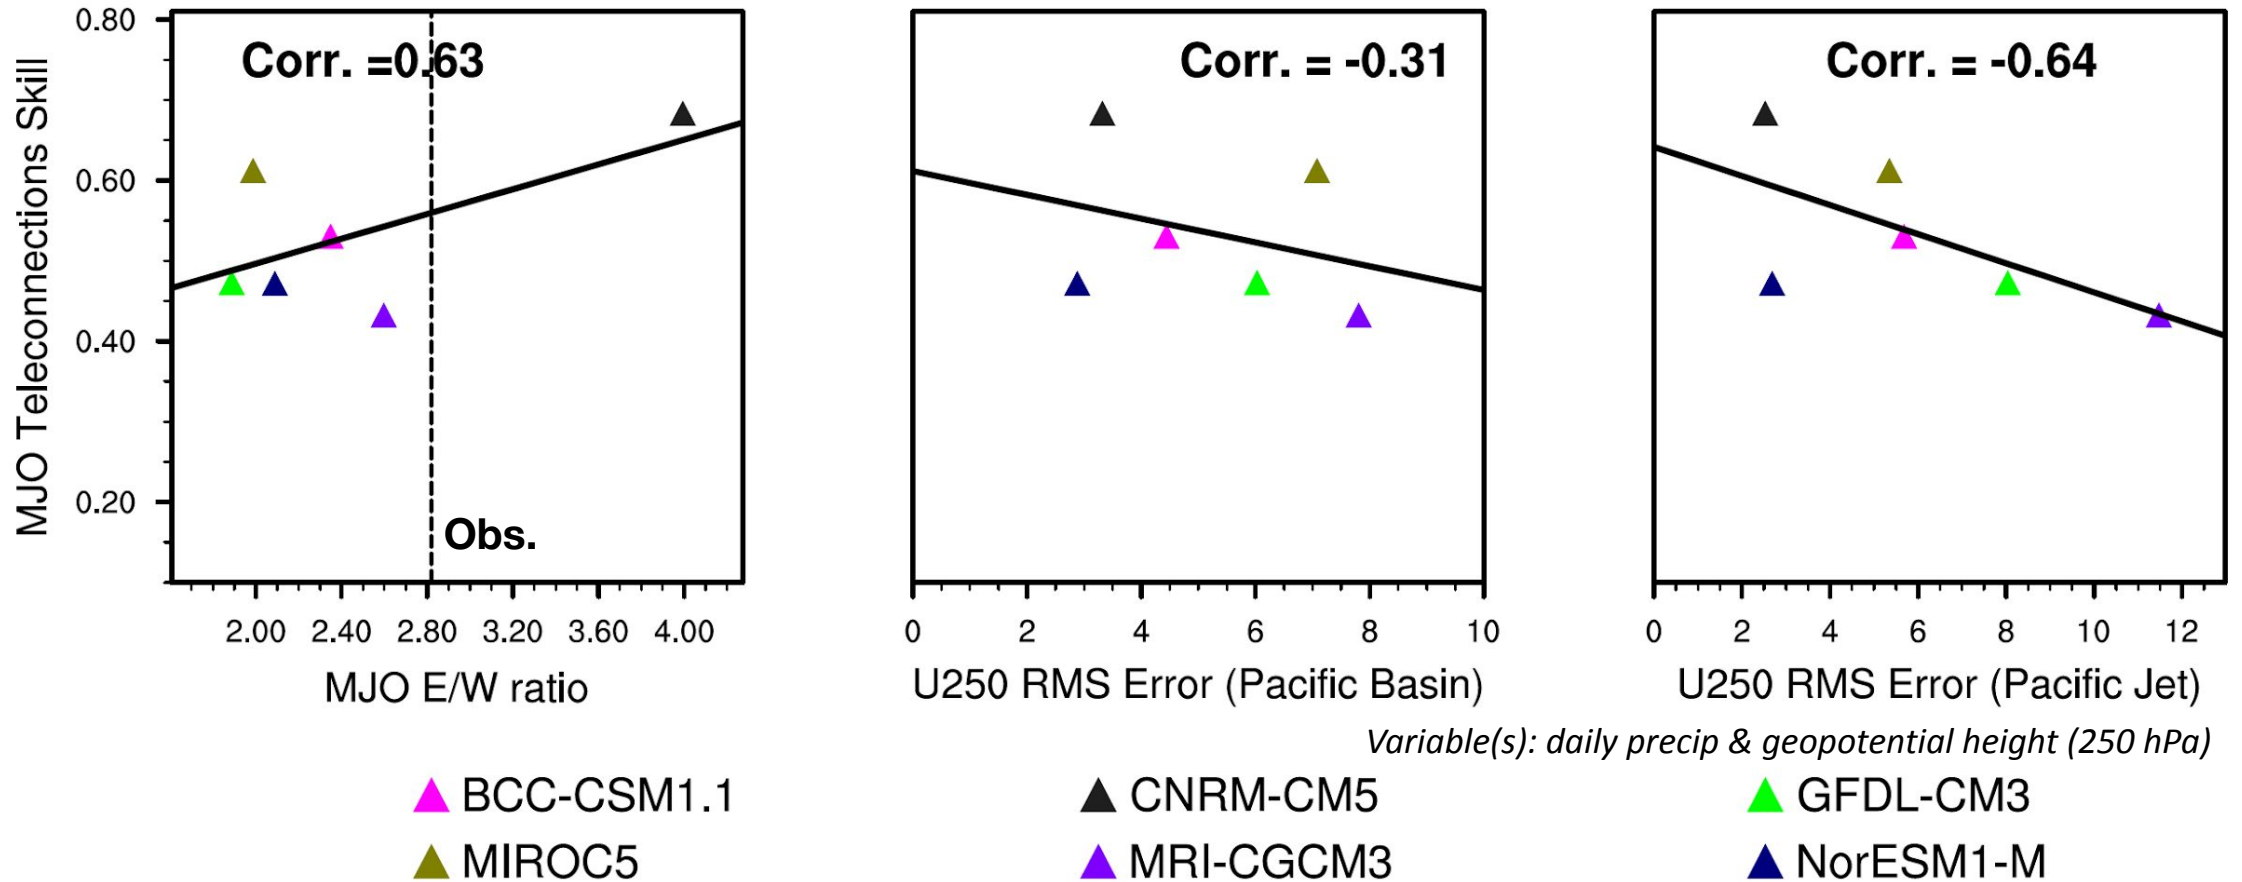 MJO Teleconnections Skill
0.80
0.60
0.40
0.20
Corr. =0.63
Obs.
2.00 2.40 2.80 3.20 3.60 4.00
MJO E/W ratio
Corr. = -0.31
0 2 4 6 8 10
U250 RMS Error (Pacific Basin)
Corr. = -0.64
0 2 4 6 8 10 12
U250 RMS Error (Pacific Jet)
Variable(s): daily precip & geopotential height (250 hPa)
BCC-CSM1.1
CNRM-CM5
GFDL-CM3
MIROC5
MRI-CGCM3
NorESM1-M